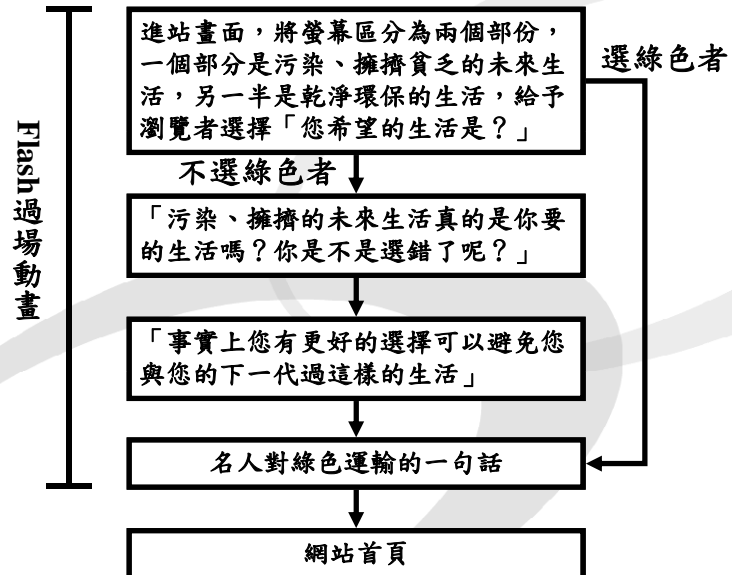 進站畫面，將螢幕區分為兩個部份，
一個部分是污染、擁擠貧乏的未來生
活，另一半是乾淨環保的生活，給予
瀏覽者選擇「您希望的生活是？」
選綠色者
不選綠色者
Flash過場動畫
「污染、擁擠的未來生活真的是你要
的生活嗎？你是不是選錯了呢？」
「事實上您有更好的選擇可以避免您
與您的下一代過這樣的生活」
名人對綠色運輸的一句話
網站首頁